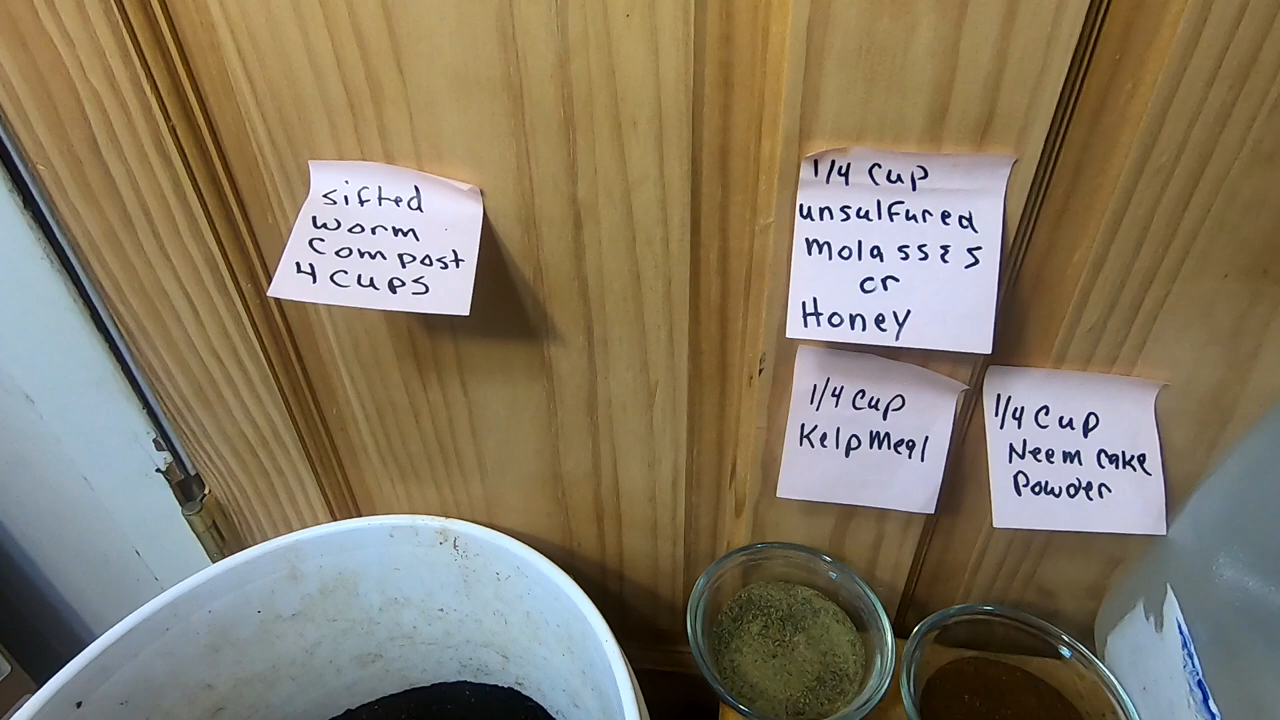 sifted
worm
compost
4 cups
1/4 cup
unsulfured
molasses
or
Honey
1/4 cup
Kelp Meal
1/4 cup
Neem cake
Powder